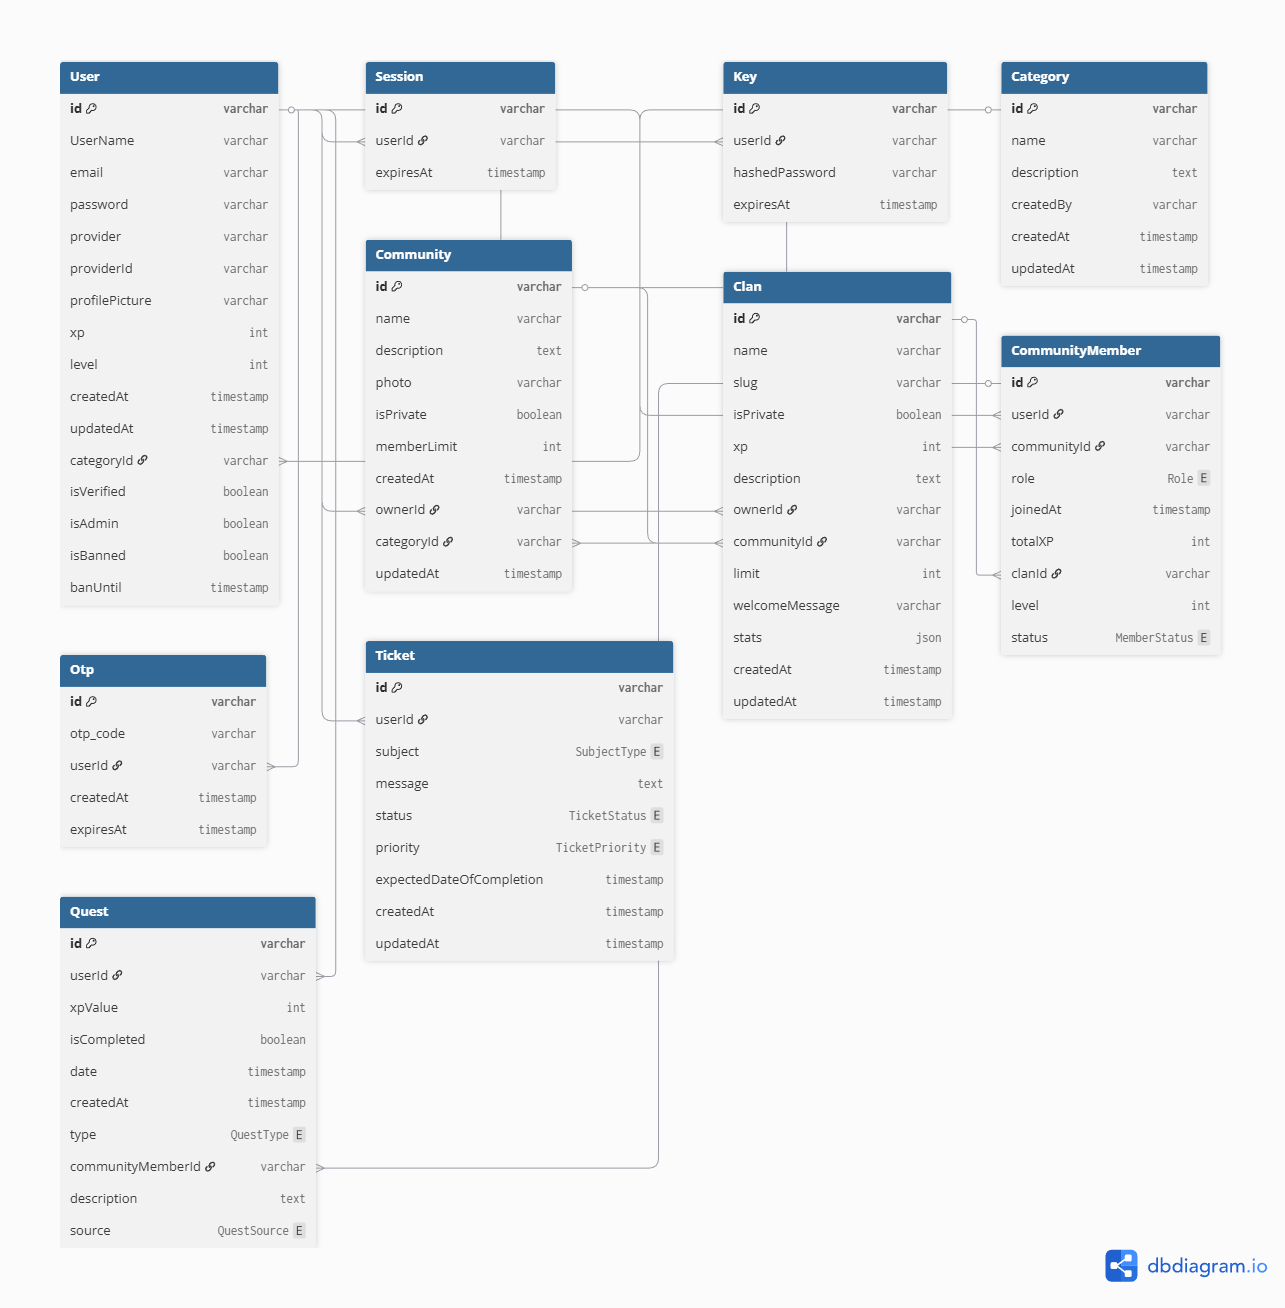 User
id varchar
UserName varchar
email varchar
password varchar
provider varchar
providerId varchar
profilePicture varchar
xp int
level int
createdAt timestamp
updatedAt timestamp
categoryId varchar
isVerified boolean
isAdmin boolean
isBanned boolean
banUntil timestamp
Session
id varchar
userId varchar
expiresAt timestamp
Key
id varchar
userId varchar
hashedPassword varchar
expiresAt timestamp
Category
id varchar
name varchar
description text
createdBy varchar
createdAt timestamp
updatedAt timestamp
Community
id varchar
name varchar
description text
photo varchar
isPrivate boolean
memberLimit int
createdAt timestamp
ownerId varchar
categoryId varchar
updatedAt timestamp
Clan
id varchar
name varchar
slug varchar
isPrivate boolean
xp int
description text
ownerId varchar
communityId varchar
limit int
welcomeMessage varchar
stats json
createdAt timestamp
updatedAt timestamp
CommunityMember
id varchar
userId varchar
communityId varchar
role Role E
joinedAt timestamp
totalXP int
clanId varchar
level int
status MemberStatus E
Otp
id varchar
otp_code varchar
userId varchar
createdAt timestamp
expiresAt timestamp
Ticket
id varchar
userId varchar
subject SubjectType E
message text
status TicketStatus E
priority TicketPriority E
expectedDateOfCompletion timestamp
createdAt timestamp
updatedAt timestamp
Quest
id varchar
userId varchar
xpValue int
isCompleted boolean
date timestamp
createdAt timestamp
type QuestType E
communityMemberId varchar
description text
source QuestSource E
dbdiagram.io